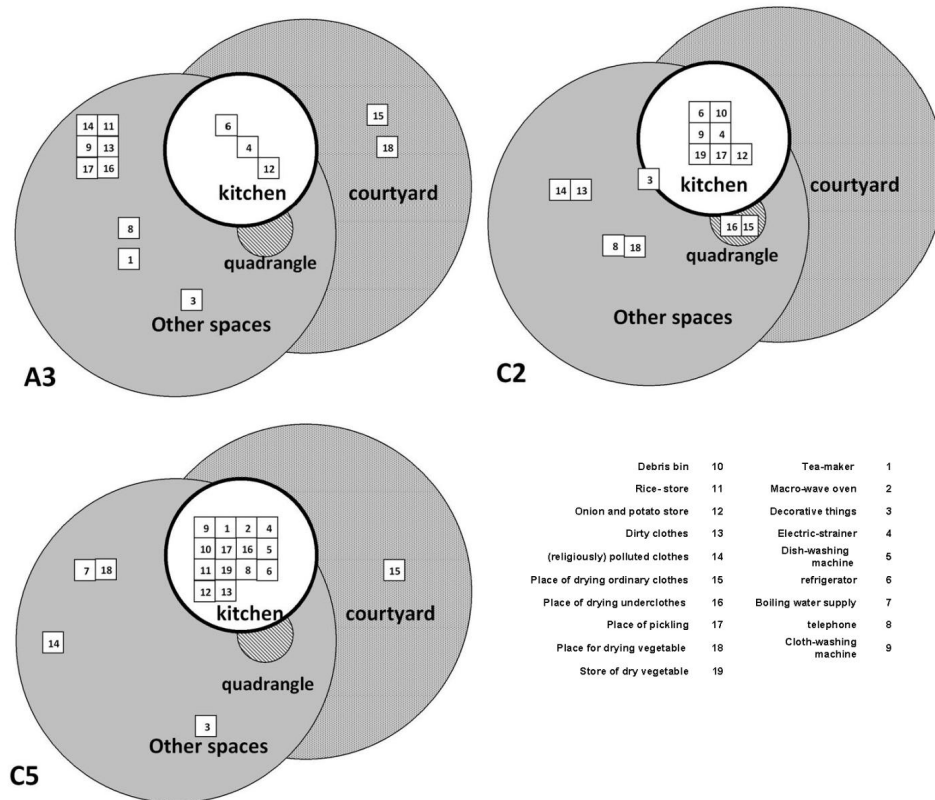 6
10
15
14 11
6
9 4
9 13
4
18
19 17 12
17 16
12
kitchen
3
kitchen
courtyard
14 13
courtyard
8
16 15
quadrangle
8 18
quadrangle
1
3
Other spaces
Other spaces
A3
C2
9 1 2 4
10 17 16 5
7 18
11 19 8 6
15
12 13
kitchen
courtyard
14
quadrangle
3
Other spaces
C5
Debris bin 10 Tea-maker 1
Rice- store 11 Macro-wave oven 2
Onion and potato store 12 Decorative things 3
Dirty clothes 13 Electric-strainer 4
(religiously) polluted clothes 14 Dish-washing
machine 5
Place of drying ordinary clothes 15 refrigerator 6
Place of drying underclothes 16 Boiling water supply 7
Place of pickling 17 telephone 8
Place for drying vegetable 18 Cloth-washing
machine 9
Store of dry vegetable 19